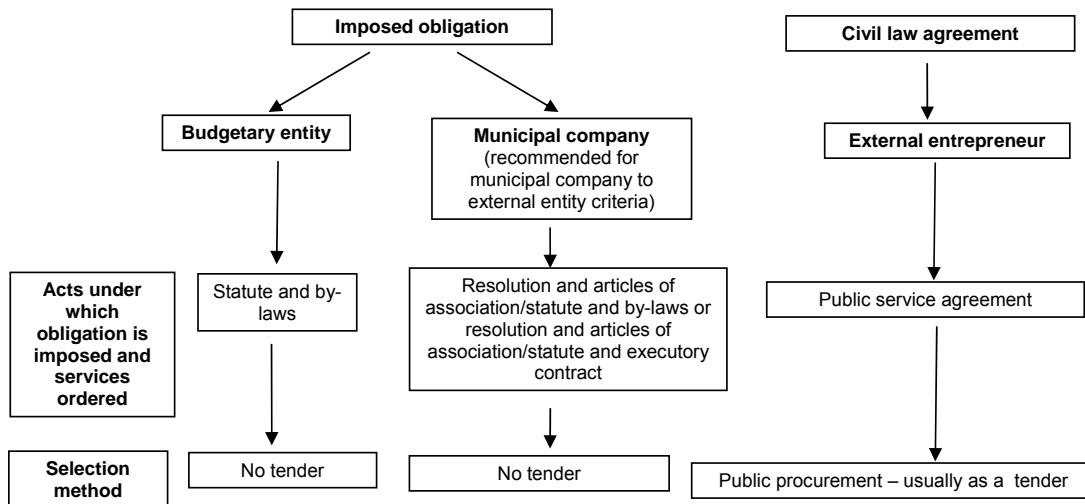 Imposed obligation
Civil law agreement
Budgetary entity
Municipal company
(recommended for
municipal company to
external entity criteria)
External entrepreneur
Acts under
which
obligation is
imposed and
services
ordered
Statute and by-
laws
Resolution and articles of
association/statute and by-laws or
resolution and articles of
association/statute and executory
contract
Public service agreement
Selection
method
No tender
No tender
Public procurement – usually as a tender